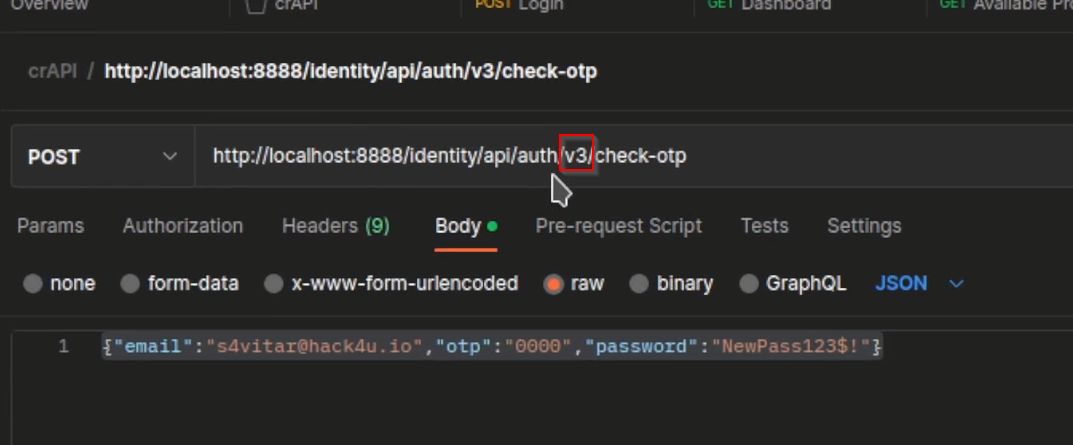 Overview crAPI POST Login GET Dashboard GET Available Pro
crAPI / http://localhost:8888/identity/api/auth/v3/check-otp
POST http://localhost:8888/identity/api/auth/v3/check-otp
Params Authorization Headers (9) Body Pre-request Script Tests Settings
none form-data x-www-form-urlencoded raw binary GraphQL JSON
1 {"email":"s4vitar@hack4u.io","otp":"0000","password":"NewPass123$!"}